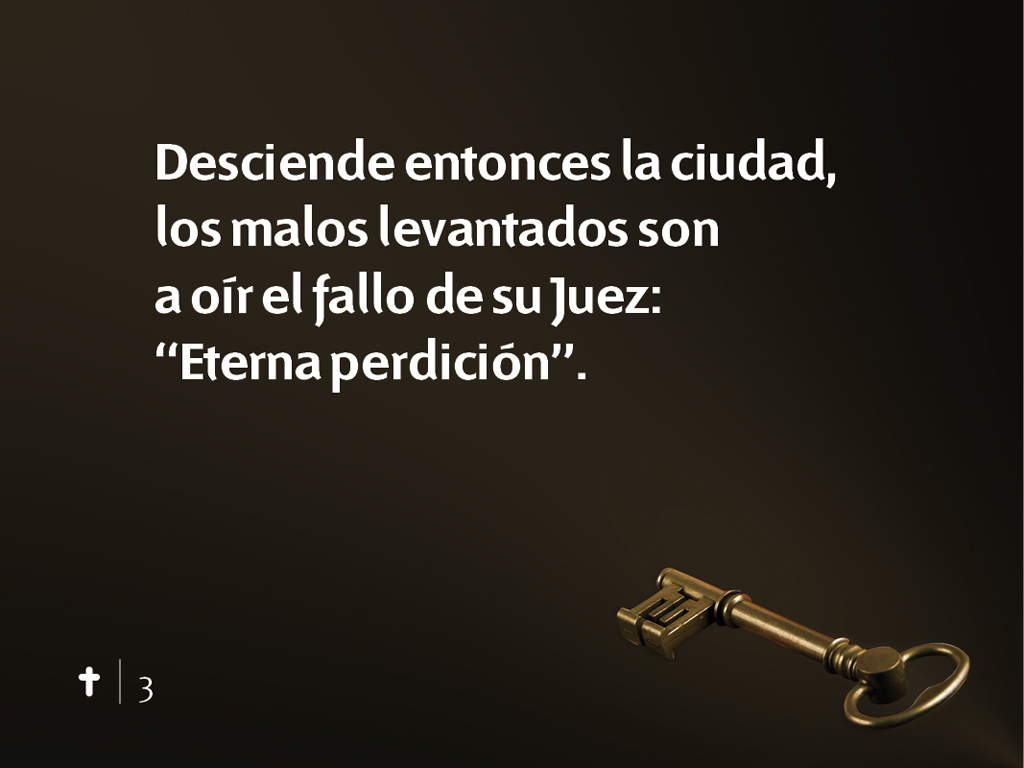 Desciende entonces la ciudad,
los malos levantados son
a oír el fallo de su Juez:
“Eterna perdición”.
3